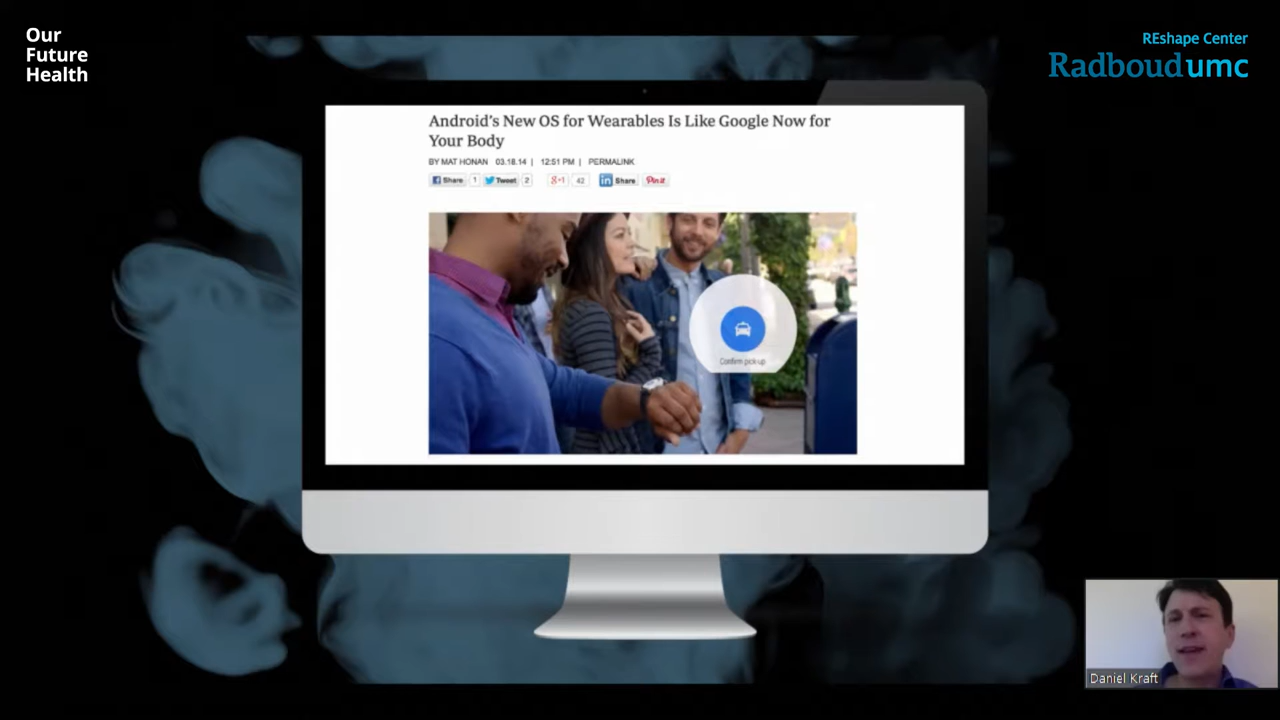 Our
Future
Health
REshape Center
Radboudumc
Android's New OS for Wearables Is Like Google Now for
Your Body
BY MAT HONAN 03.18.14 | 12:51 PM | PERMALINK
Share 1 Tweet 2 g+1 42 in Share Pin it
Confirm pick-up
Daniel Kraft